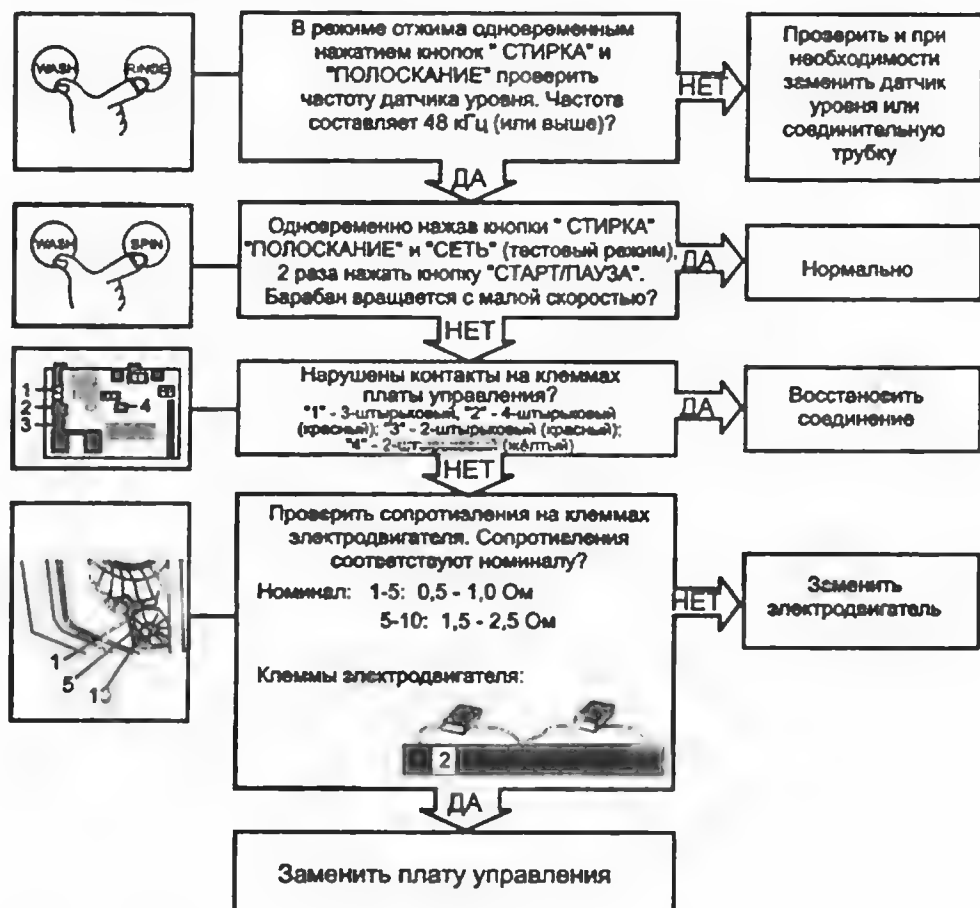 WASH
RINCE
В режиме отжима одновременным
нажатием кнопок " СТИРКА" и
"ПОЛОСКАНИЕ" проверить
частоту датчика уровня. Частота
составляет 48 кГц (или выше)?
НЕТ
Проверить и при
необходимости
заменить датчик
уровня или
соединительную
трубку
ДА
WASH
SPIN
Одновременно нажав кнопки " СТИРКА"
"ПОЛОСКАНИЕ" и "СЕТЬ" (тестовый режим),
2 раза нажать кнопку "СТАРТ/ПАУЗА".
Барабан вращается с малой скоростью?
ДА
Нормально
НЕТ
1
2
3
4
Нарушены контакты на клеммах
платы управления?
"1" - 3-штырьковый, "2" - 4-штырьковый
(красный); "3" - 2-штырьковый (красный);
"4" - 2-штырьковый (жёлтый)
ДА
Восстановить
соединение
НЕТ
1
5
10
Проверить сопротивления на клеммах
электродвигателя. Сопротивления
соответствуют номиналу?
Номинал: 1-5: 0,5 - 1,0 Ом
5-10: 1,5 - 2,5 Ом
Клеммы электродвигателя:
2
НЕТ
Заменить
электродвигатель
ДА
Заменить плату управления